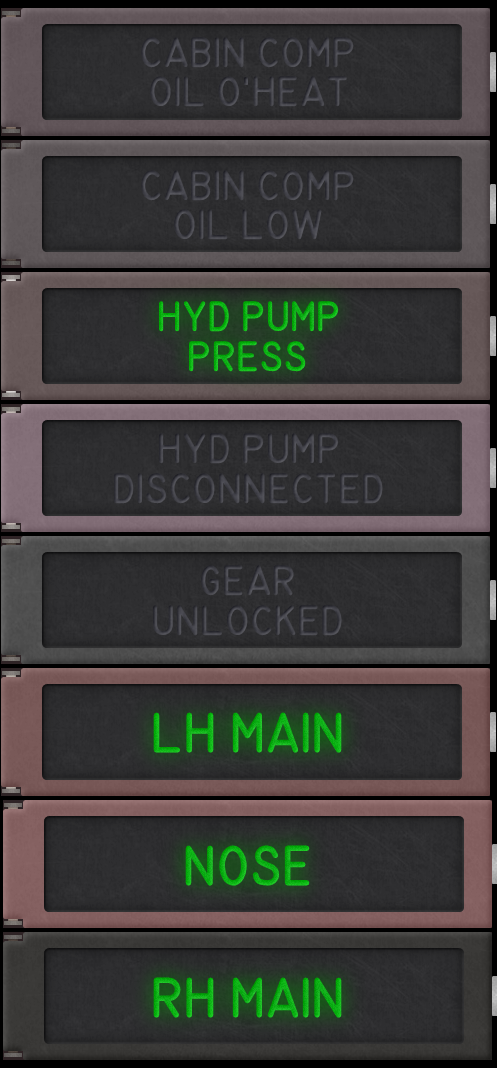 CABIN COMP
OIL O'HEAT
CABIN COMP
OIL LOW
HYD PUMP
PRESS
HYD PUMP
DISCONNECTED
GEAR
UNLOCKED
LH MAIN
NOSE
RH MAIN